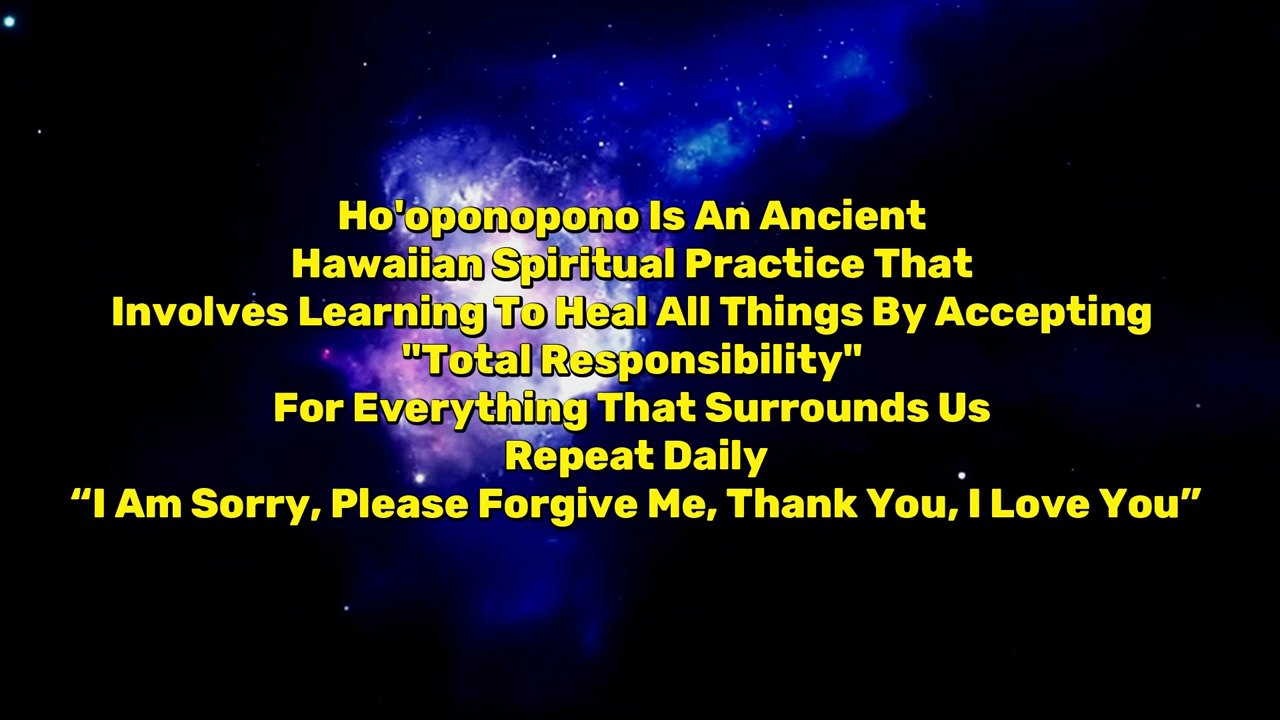 Ho'oponopono Is An Ancient
Hawaiian Spiritual Practice That
Involves Learning To Heal All Things By Accepting
"Total Responsibility"
For Everything That Surrounds Us
Repeat Daily
“I Am Sorry, Please Forgive Me, Thank You, I Love You”